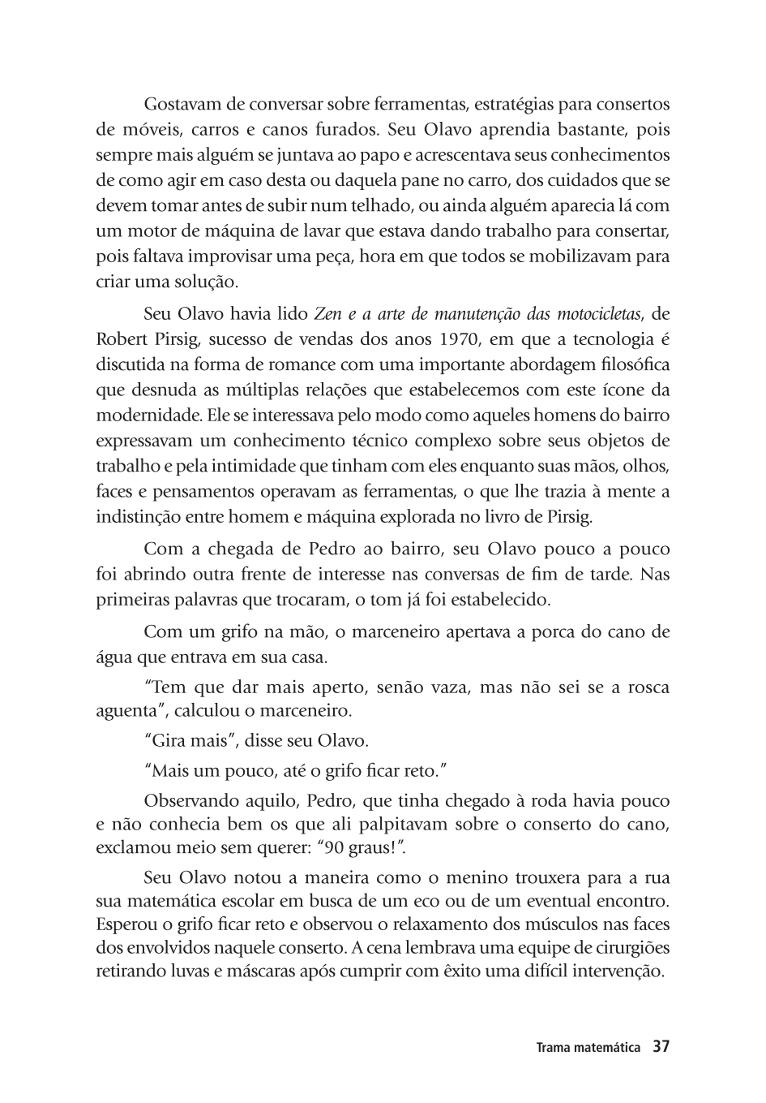 Gostavam de conversar sobre ferramentas, estratégias para consertos
de móveis, carros e canos furados. Seu Olavo aprendia bastante, pois
sempre mais alguém se juntava ao papo e acrescentava seus conhecimentos
de como agir em caso desta ou daquela pane no carro, dos cuidados que se
devem tomar antes de subir num telhado, ou ainda alguém aparecia lá com
um motor de máquina de lavar que estava dando trabalho para consertar,
pois faltava improvisar uma peça, hora em que todos se mobilizavam para
criar uma solução.
Seu Olavo havia lido Zen e a arte de manutenção das motocicletas, de
Robert Pirsig, sucesso de vendas dos anos 1970, em que a tecnologia é
discutida na forma de romance com uma importante abordagem filosófica
que desnuda as múltiplas relações que estabelecemos com este ícone da
modernidade. Ele se interessava pelo modo como aqueles homens do bairro
expressavam um conhecimento técnico complexo sobre seus objetos de
trabalho e pela intimidade que tinham com eles enquanto suas mãos, olhos,
faces e pensamentos operavam as ferramentas, o que lhe trazia à mente a
indistinção entre homem e máquina explorada no livro de Pirsig.
Com a chegada de Pedro ao bairro, seu Olavo pouco a pouco
foi abrindo outra frente de interesse nas conversas de fim de tarde. Nas
primeiras palavras que trocaram, o tom já foi estabelecido.
Com um grifo na mão, o marceneiro apertava a porca do cano de
água que entrava em sua casa.
“Tem que dar mais aperto, senão vaza, mas não sei se a rosca
aguenta”, calculou o marceneiro.
“Gira mais”, disse seu Olavo.
“Mais um pouco, até o grifo ficar reto.”
Observando aquilo, Pedro, que tinha chegado à roda havia pouco
e não conhecia bem os que ali palpitavam sobre o conserto do cano,
exclamou meio sem querer: “90 graus!”.
Seu Olavo notou a maneira como o menino trouxera para a rua
sua matemática escolar em busca de um eco ou de um eventual encontro.
Esperou o grifo ficar reto e observou o relaxamento dos músculos nas faces
dos envolvidos naquele conserto. A cena lembrava uma equipe de cirurgiões
retirando luvas e máscaras após cumprir com êxito uma difícil intervenção.
Trama matemática 37